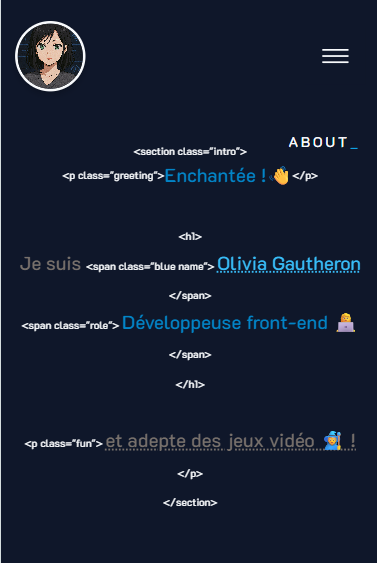 ABOUT_
<section class="intro">
<p class="greeting">Enchantée ! 👋 </p>
<h1>
Je suis <span class="blue name"> Olivia Gautheron
</span>
<span class="role"> Développeuse front-end 👩‍💻
</span>
</h1>
<p class="fun"> et adepte des jeux vidéo 🧙‍♀️ !
</p>
</section>